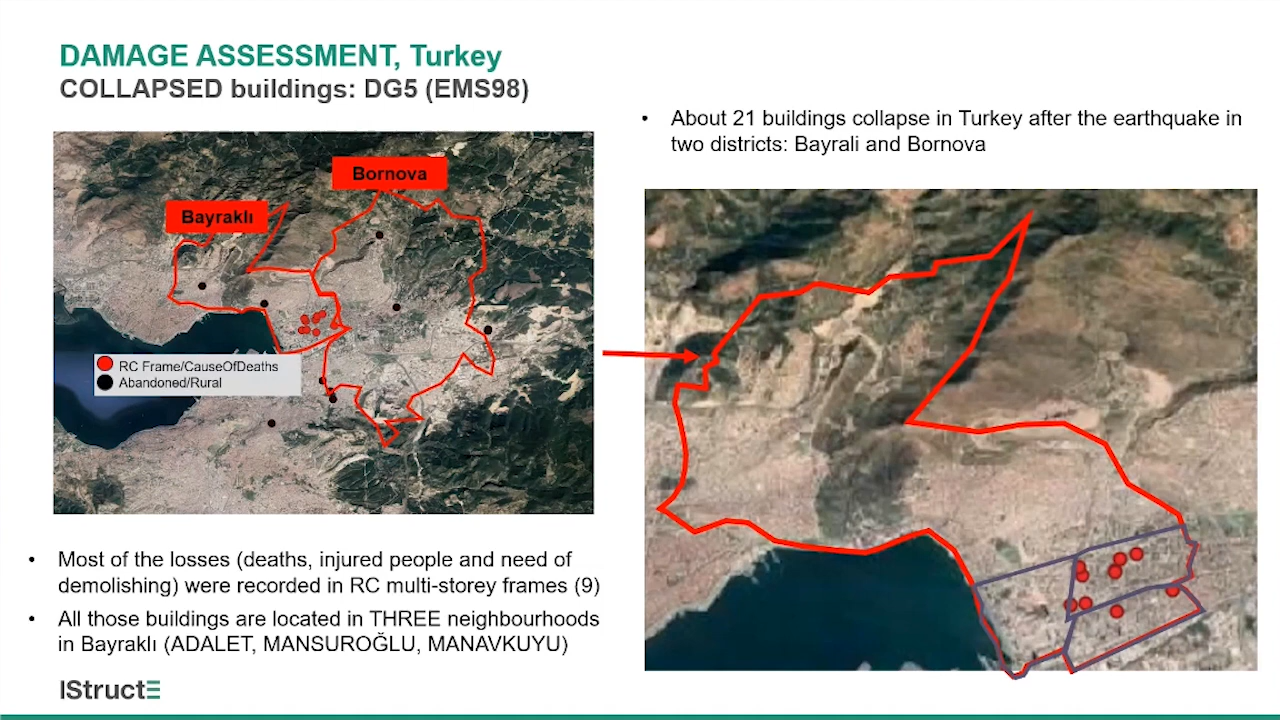 DAMAGE ASSESSMENT, Turkey
COLLAPSED buildings: DG5 (EMS98)
Bornova
Bayraklı
RC Frame/CauseOfDeaths
Abandoned/Rural
• About 21 buildings collapse in Turkey after the earthquake in
two districts: Bayrali and Bornova
• Most of the losses (deaths, injured people and need of
demolishing) were recorded in RC multi-storey frames (9)
• All those buildings are located in THREE neighbourhoods
in Bayraklı (ADALET, MANSUROĞLU, MANAVKUYU)
IStructE